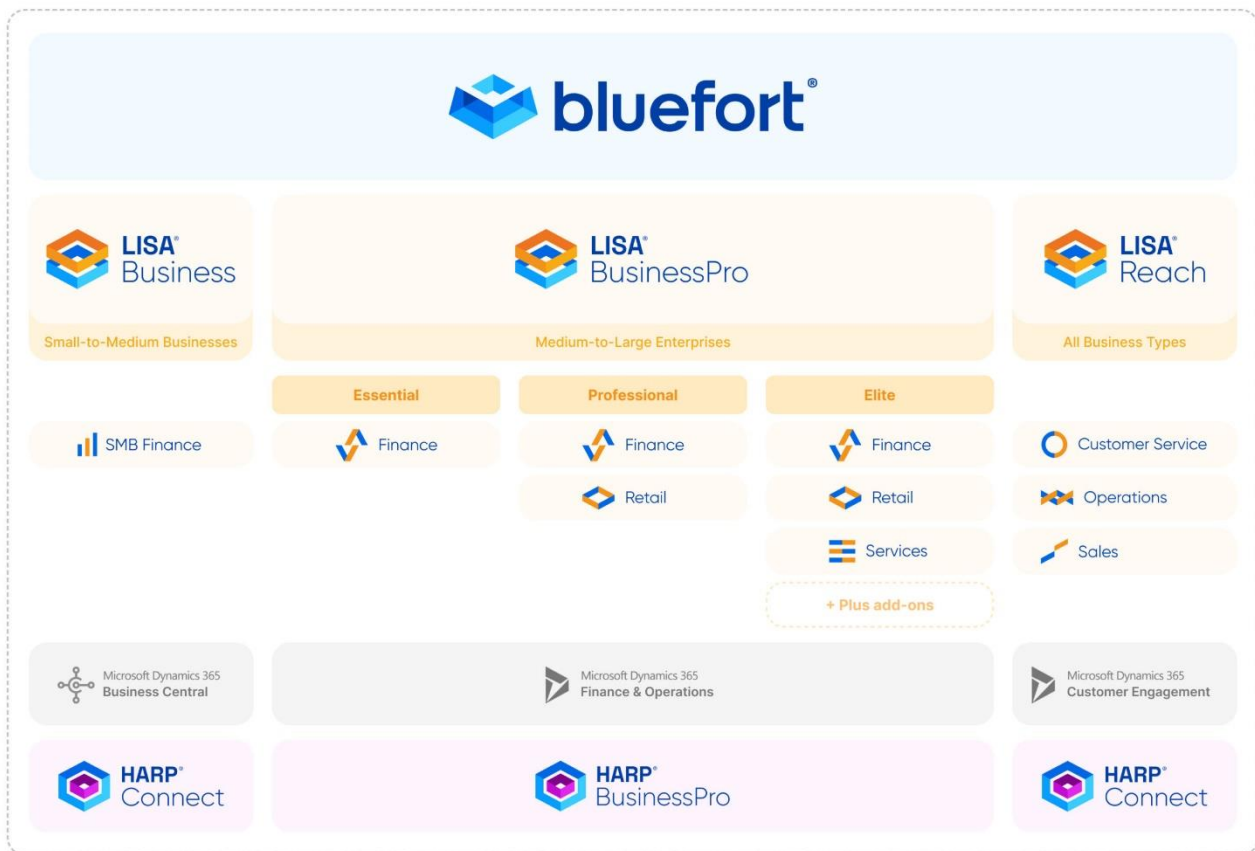 bluefort®
LISA®
Business
Small-to-Medium Businesses
LISA®
BusinessPro
Medium-to-Large Enterprises
LISA®
Reach
All Business Types
Essential
Professional
Elite
SMB Finance
Finance
Finance
Finance
Customer Service
Retail
Retail
Operations
Services
Sales
+ Plus add-ons
Microsoft Dynamics 365
Business Central
Microsoft Dynamics 365
Finance & Operations
Microsoft Dynamics 365
Customer Engagement
HARP®
Connect
HARP®
BusinessPro
HARP®
Connect